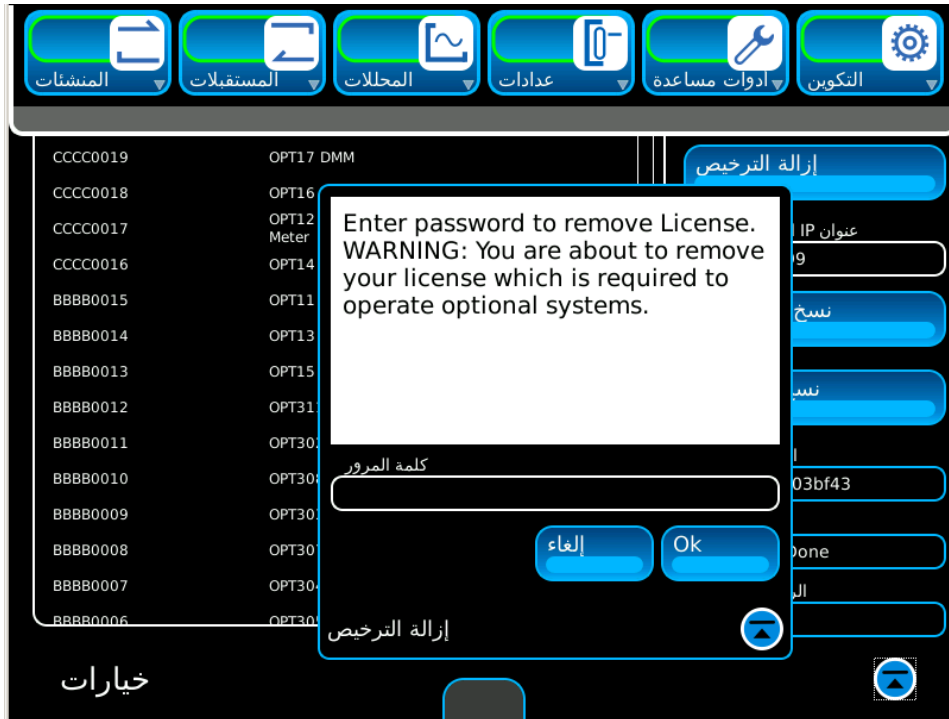 المنشئات
المستقبلات
المحللات
عدادات
أدوات مساعدة
التكوين
CCCC0019 OPT17 DMM
CCCC0018 OPT16
CCCC0017 OPT12
Meter
CCCC0016 OPT14
BBBB0015 OPT11
BBBB0014 OPT13
BBBB0013 OPT15
BBBB0012
BBBB0011
BBBB0010
BBBB0009
BBBB0008
BBBB0007
BBBB0006
إزالة الترخيص
عنوان IP
نسخ
03bf43
Done
Enter password to remove License.
WARNING: You are about to remove
your license which is required to
operate optional systems.
كلمة المرور
إلغاء
Ok
إزالة الترخيص
خيارات